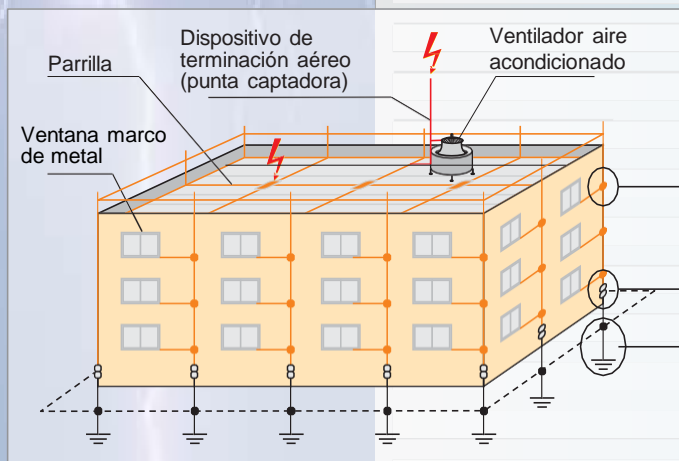 Dispositivo de
terminación aéreo
(punta captadora)
Ventilador aire
acondicionado
Parrilla
Ventana marco
de metal